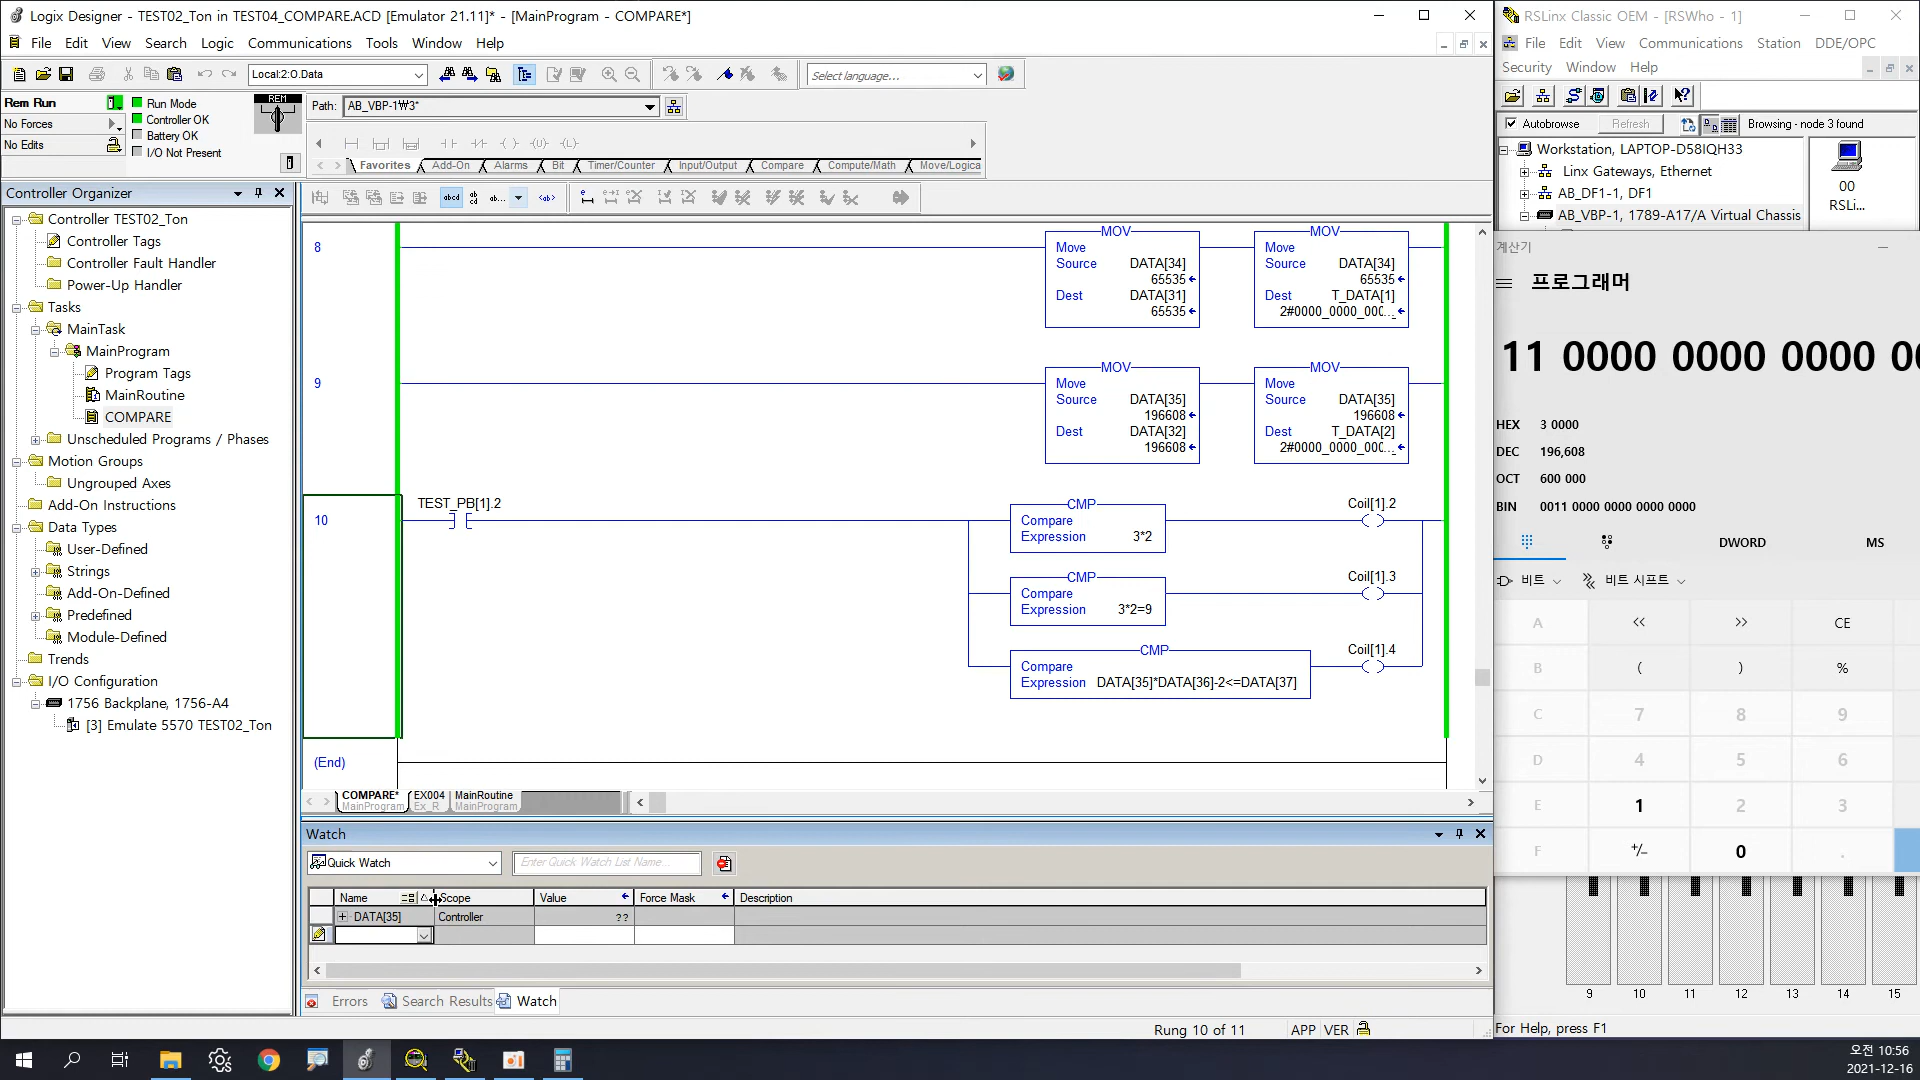 Logix Designer - TEST02_Ton in TEST04_COMPARE.ACD [Emulator 21.11]* - [MainProgram - COMPARE*]
File Edit View Search Logic Communications Tools Window Help
Local:2:O.Data
Select language...
Rem Run
No Forces
No Edits
Run Mode
Controller OK
Battery OK
I/O Not Present
REM
Path: AB_VBP-1₩3*
Favorites Add-On Alarms Bit Timer/Counter Input/Output Compare Compute/Math Move/Logica
Controller Organizer
Controller TEST02_Ton
Controller Tags
Controller Fault Handler
Power-Up Handler
Tasks
MainTask
MainProgram
Program Tags
MainRoutine
COMPARE
Unscheduled Programs / Phases
Motion Groups
Ungrouped Axes
Add-On Instructions
Data Types
User-Defined
Strings
Add-On-Defined
Predefined
Module-Defined
Trends
I/O Configuration
1756 Backplane, 1756-A4
[3] Emulate 5570 TEST02_Ton
8
MOV
Move
Source DATA[34]
65535
Dest DATA[31]
65535
MOV
Move
Source DATA[34]
65535
Dest T_DATA[1]
2#0000_0000_000...
9
MOV
Move
Source DATA[35]
196608
Dest DATA[32]
196608
MOV
Move
Source DATA[35]
196608
Dest T_DATA[2]
2#0000_0000_000...
10
TEST_PB[1].2
CMP
Compare
Expression 3*2
Coil[1].2
CMP
Compare
Expression 3*2=9
Coil[1].3
CMP
Compare
Expression DATA[35]*DATA[36]-2<=DATA[37]
Coil[1].4
(End)
COMPARE* EX004 MainRoutine
MainProgram Ex_R MainProgram
Watch
Quick Watch Enter Quick Watch List Name...
Name Scope Value Force Mask Description
DATA[35] Controller ??
Errors Search Results Watch
Rung 10 of 11 APP VER
RSLinx Classic OEM - [RSWho - 1]
File Edit View Communications Station DDE/OPC
Security Window Help
Autobrowse Refresh Browsing - node 3 found
Workstation, LAPTOP-D58IQH33
Linx Gateways, Ethernet
AB_DF1-1, DF1
AB_VBP-1, 1789-A17/A Virtual Chassis
00
RSLi...
계산기
프로그래머
11 0000 0000 0000
HEX 3 0000
DEC 196,608
OCT 600 000
BIN 0011 0000 0000 0000 0000
DWORD MS
비트 비트 시프트
A << >> CE
B ( ) %
C 7 8 9
D 4 5 6
E 1 2 3
F +/- 0 .
9 10 11 12 13 14 15
For Help, press F1
오전 10:56
2021-12-16